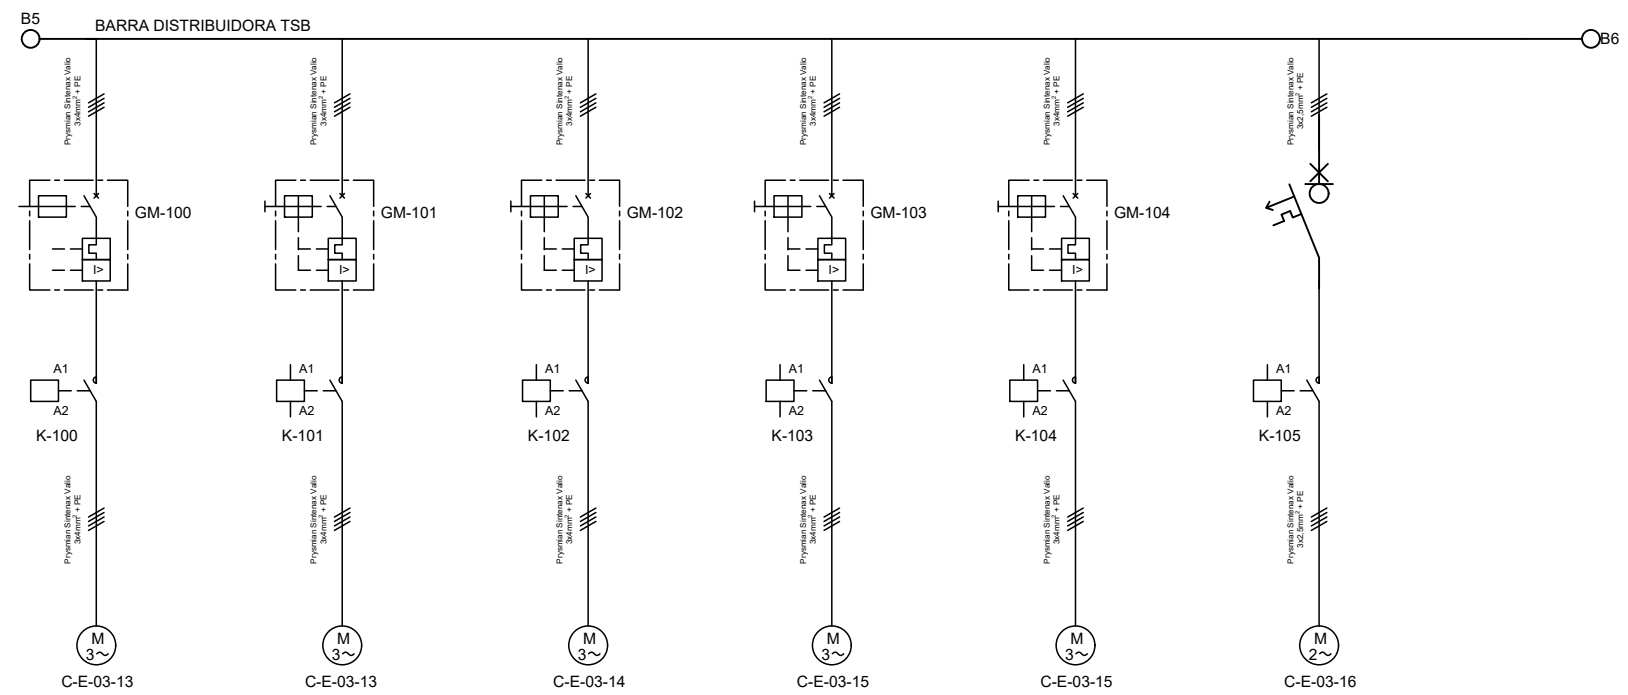 B5
BARRA DISTRIBUIDORA TSB
B6
Prysmian Sintenax Valio
3x4mm² + PE
Prysmian Sintenax Valio
3x4mm² + PE
Prysmian Sintenax Valio
3x4mm² + PE
Prysmian Sintenax Valio
3x4mm² + PE
Prysmian Sintenax Valio
3x4mm² + PE
Prysmian Sintenax Valio
3x2,5mm² + PE
GM-100
GM-101
GM-102
GM-103
GM-104
I>
I>
I>
I>
I>
A1
A1
A1
A1
A1
A1
A2
A2
A2
A2
A2
A2
K-100
K-101
K-102
K-103
K-104
K-105
Prysmian Sintenax Valio
3x4mm² + PE
Prysmian Sintenax Valio
3x4mm² + PE
Prysmian Sintenax Valio
3x4mm² + PE
Prysmian Sintenax Valio
3x4mm² + PE
Prysmian Sintenax Valio
3x4mm² + PE
Prysmian Sintenax Valio
3x2,5mm² + PE
M
3~
M
3~
M
3~
M
3~
M
3~
M
2~
C-E-03-13
C-E-03-13
C-E-03-14
C-E-03-15
C-E-03-15
C-E-03-16